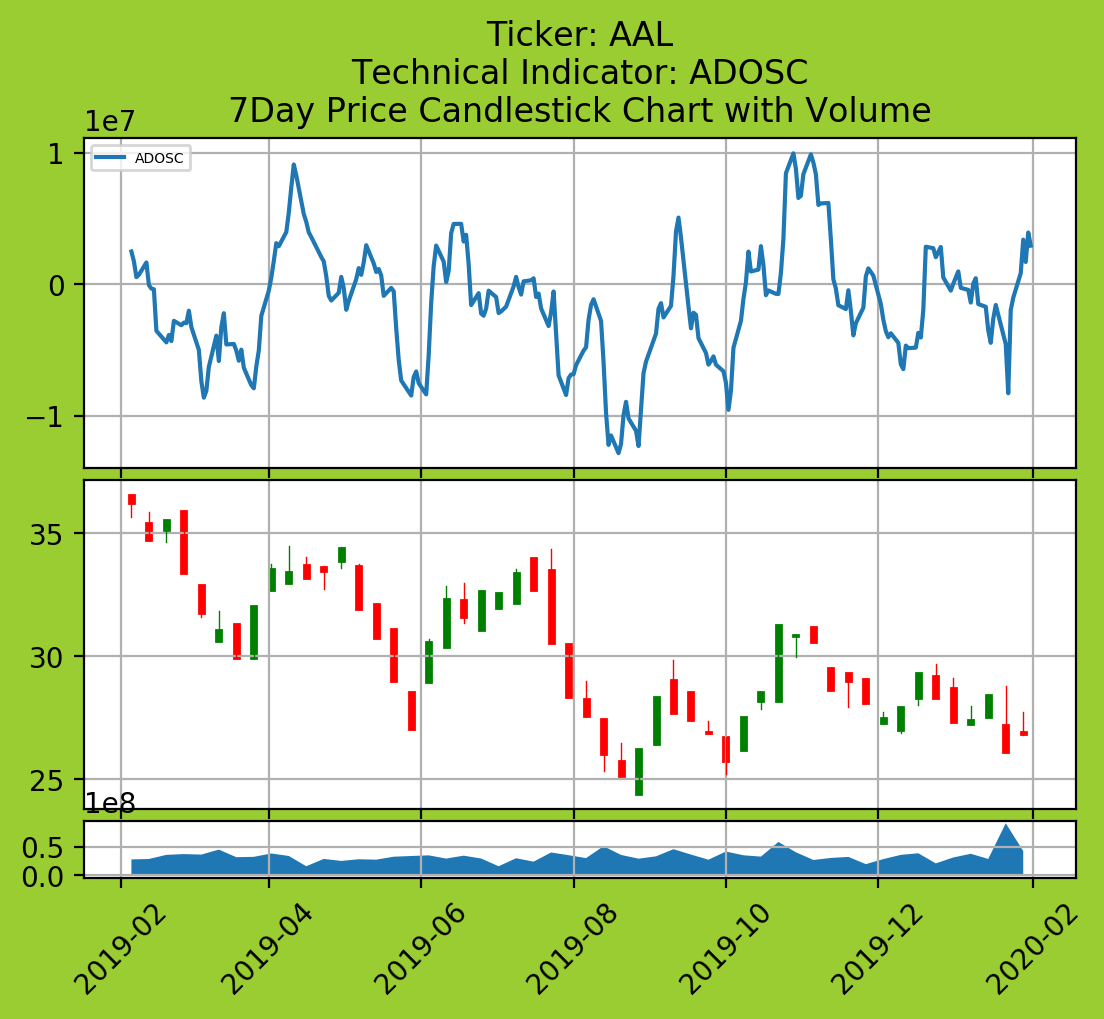 Ticker: AAL
Technical Indicator: ADOSC
7Day Price Candlestick Chart with Volume
1e7
ADOSC
1
0
−1
35
30
25
1e8
0.5
0.0
2019-02
2019-04
2019-06
2019-08
2019-10
2019-12
2020-02